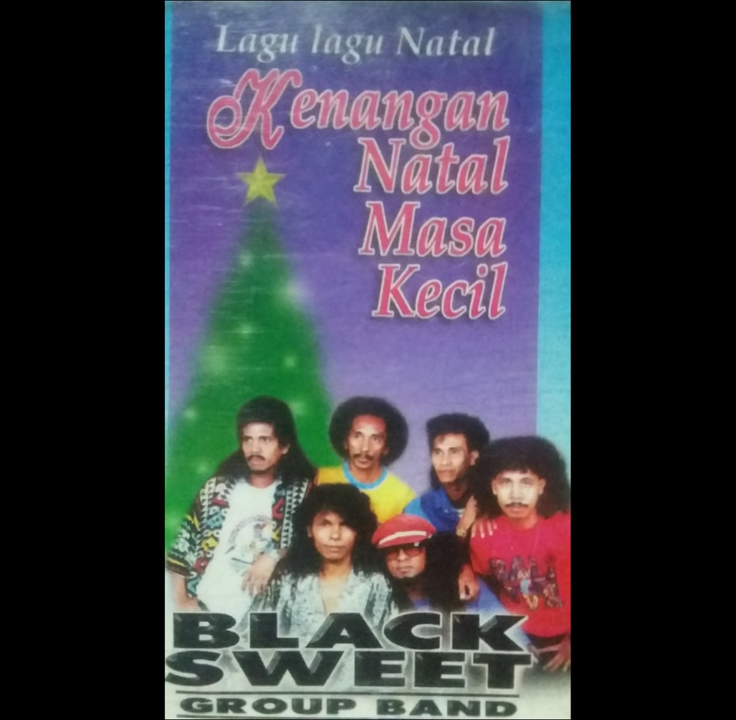 Lagu lagu Natal
Kenangan
Natal
Masa
Kecil
BLACK
SWEET
GROUP BAND